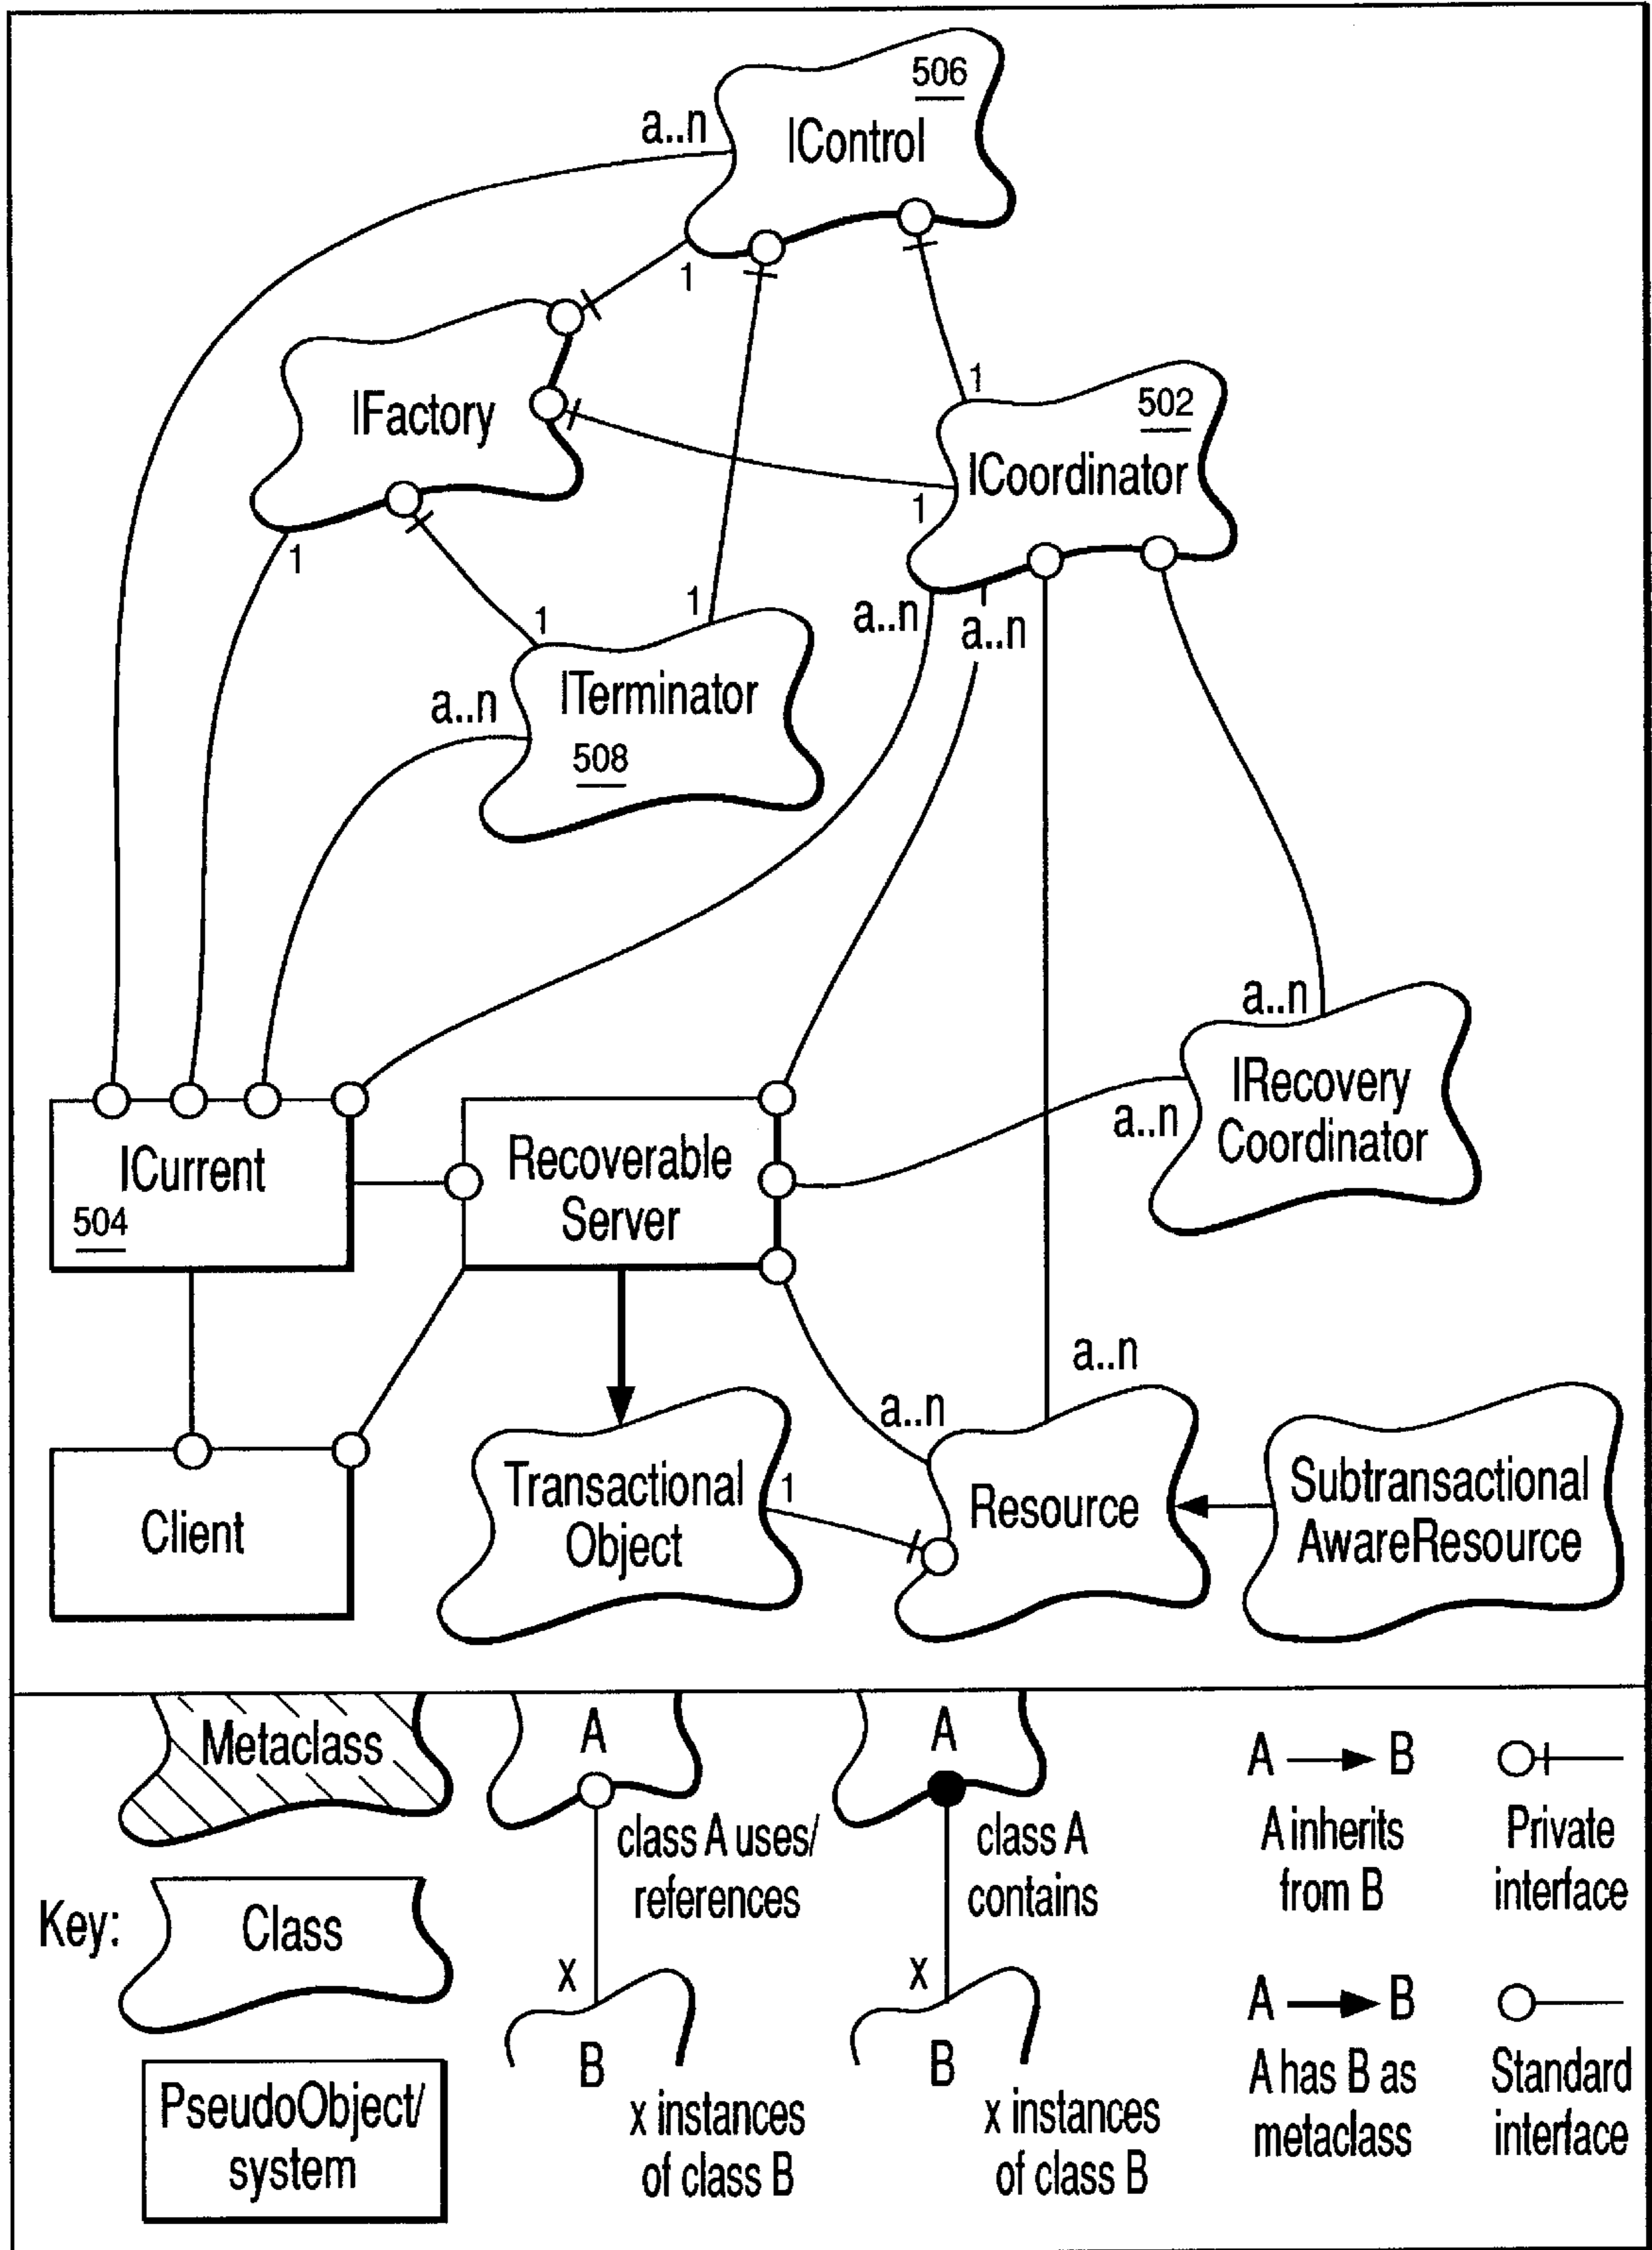 506
a..n
IControl
1
IFactory
1
502
ICoordinator
1
1
1
1
a..n
a..n
a..n
ITerminator
508
a..n
IRecovery
Coordinator
a..n
ICurrent
504
Recoverable
Server
a..n
a..n
Client
Transactional
Object
1
Resource
Subtransactional
AwareResource
Metaclass
A
A
A
B
A inherits
from B
Private
interface
class A uses/
references
class A
contains
Key:
Class
x
B
x instances
of class B
x
B
x instances
of class B
A
B
A has B as
metaclass
Standard
interface
PseudoObject/
system